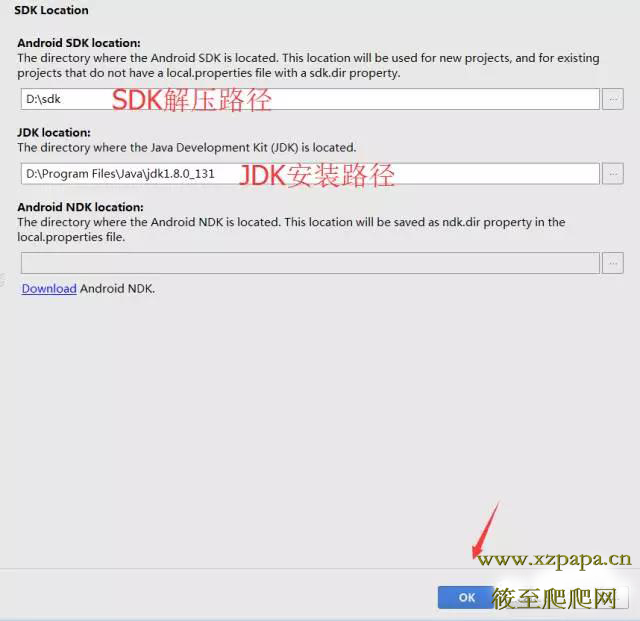 SDK Location
Android SDK location:
The directory where the Android SDK is located. This location will be used for new projects, and for existing
projects that do not have a local.properties file with a sdk.dir property.
D:\sdk SDK解压路径
...
JDK location:
The directory where the Java Development Kit (JDK) is located.
D:\Program Files\Java\jdk1.8.0_131 JDK安装路径
...
Android NDK location:
The directory where the Android NDK is located. This location will be saved as ndk.dir property in the
local.properties file.
...
Download Android NDK.
www.xzpapa.cn
OK 筱至爬爬网